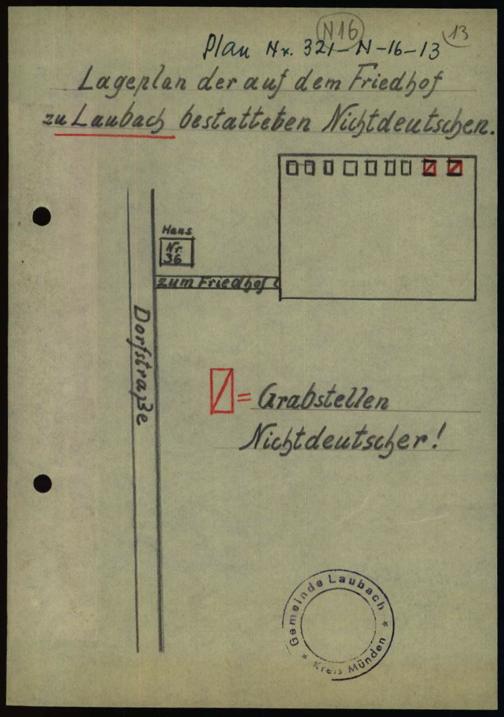 N16
13
Plan Nr. 321-N-16-13
Lageplan der auf dem Friedhof
zu Laubach bestatteten Nichtdeutschen.
Haus
Nr.
36
zum Friedhof
Dorfstraße
= Grabstellen
Nichtdeutscher!
Gemeinde Laubach
* Kreis Münden *